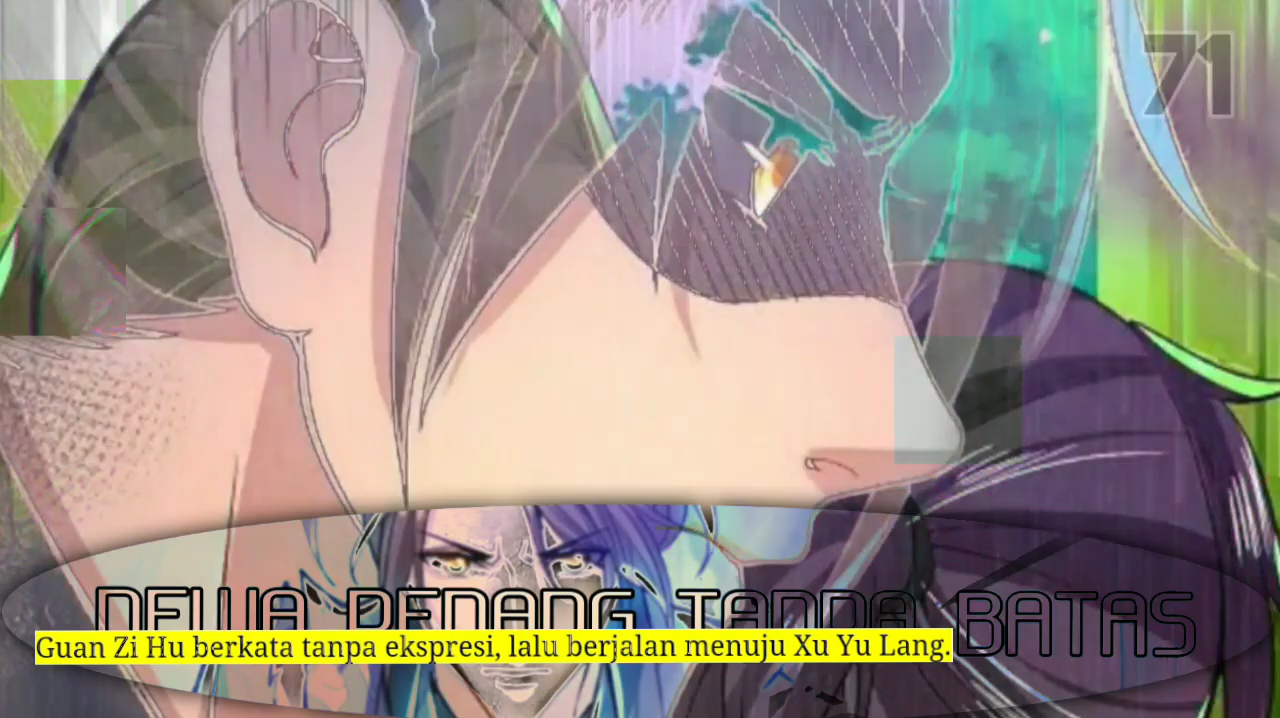 71
DEWA PEDANG TANPA BATAS
Guan Zi Hu berkata tanpa ekspresi, lalu berjalan menuju Xu Yu Lang.